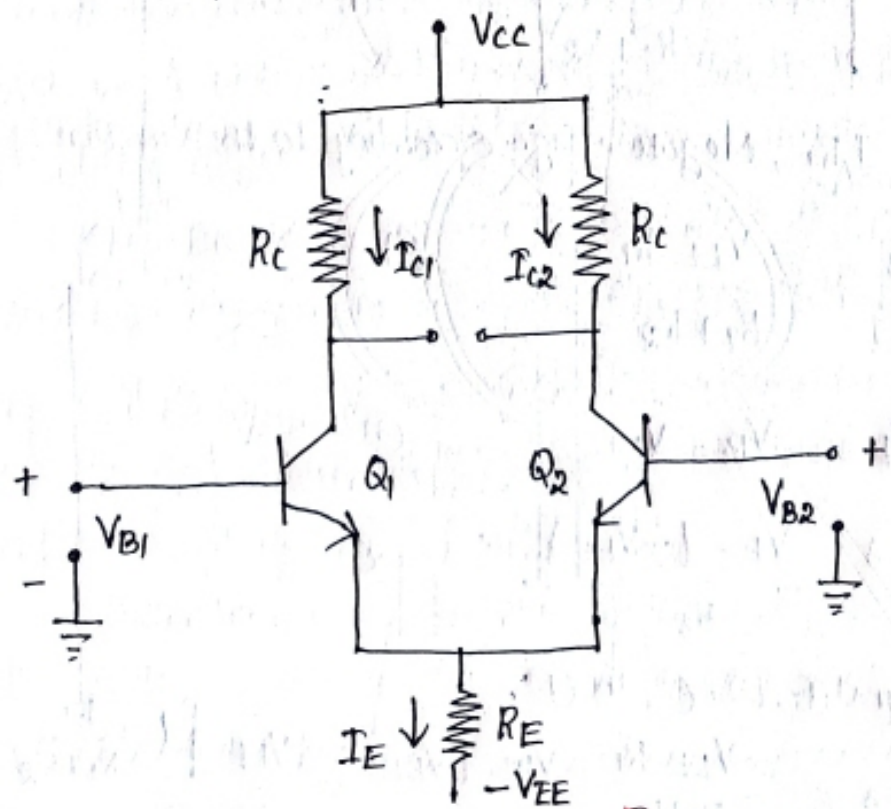 VCC
RC
IC1
IC2
RC
+
Q1
Q2
+
VB1
VB2
-
IE
RE
-VEE